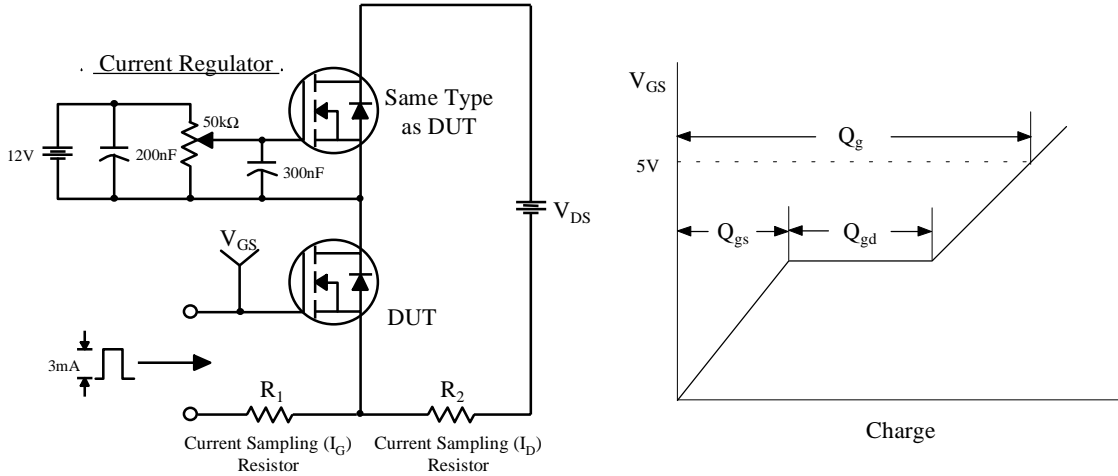 Current Regulator
12V
200nF
50kΩ
300nF
Same Type
as DUT
V_DS
V_GS
DUT
3mA
R_1
R_2
Current Sampling (I_G)
Resistor
Current Sampling (I_D)
Resistor
V_GS
Q_g
5V
Q_gs
Q_gd
Charge